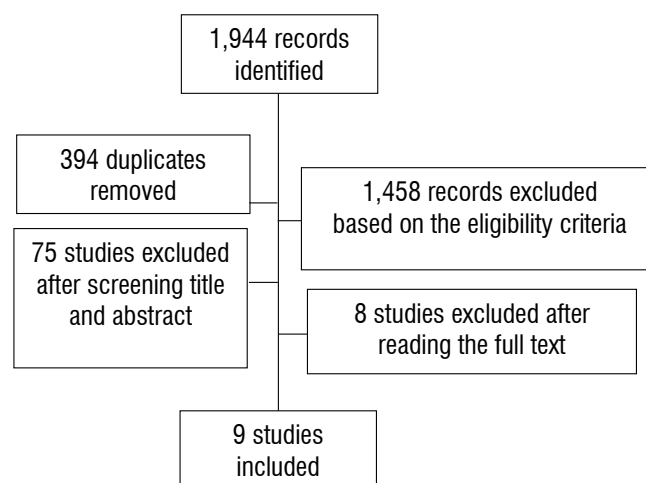 1,944 records
identified
394 duplicates
removed
1,458 records excluded
based on the eligibility criteria
75 studies excluded
after screening title
and abstract
8 studies excluded after
reading the full text
9 studies
included